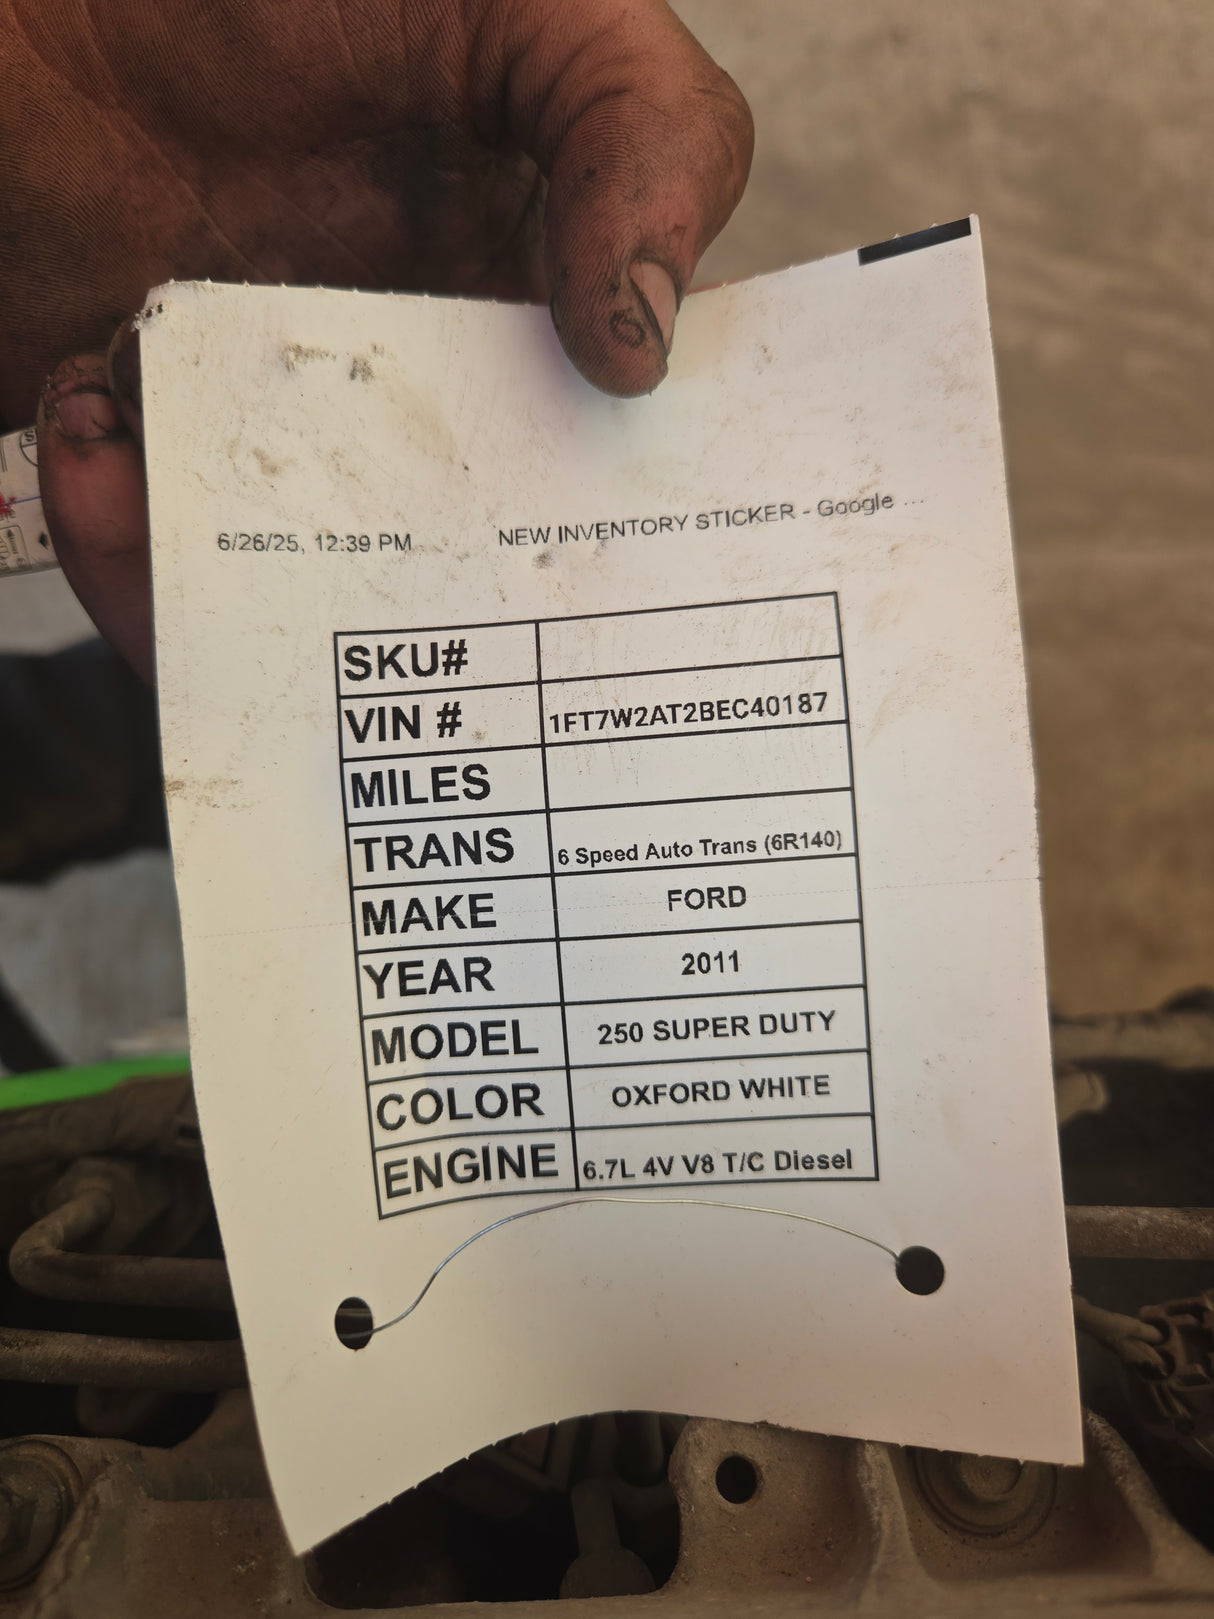 6/26/25, 12:39 PM NEW INVENTORY STICKER - Google ...
SKU#
VIN # 1FT7W2AT2BEC40187
MILES
TRANS 6 Speed Auto Trans (6R140)
MAKE FORD
YEAR 2011
MODEL 250 SUPER DUTY
COLOR OXFORD WHITE
ENGINE 6.7L 4V V8 T/C Diesel